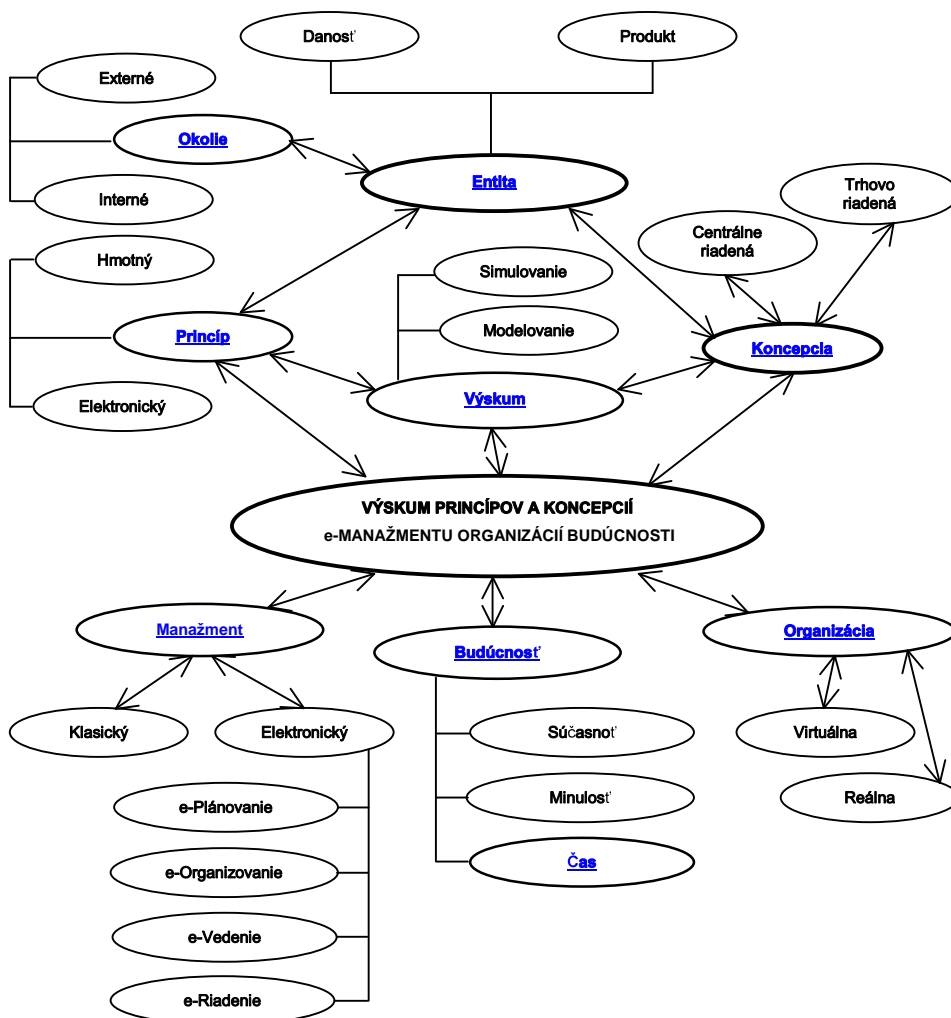 Danosť
Produkt
Externé
Okolie
Entita
Interné
Trhovo
riadená
Centrálne
riadená
Hmotný
Simulovanie
Modelovanie
Princíp
Koncepcia
Elektronický
Výskum
VÝSKUM PRINCÍPOV A KONCEPCIÍ
e-MANAŽMENTU ORGANIZÁCIÍ BUDÚCNOSTI
Manažment
Budúcnosť
Organizácia
Klasický
Elektronický
Súčasnoť
Virtuálna
e-Plánovanie
Minulosť
Reálna
e-Organizovanie
Čas
e-Vedenie
e-Riadenie